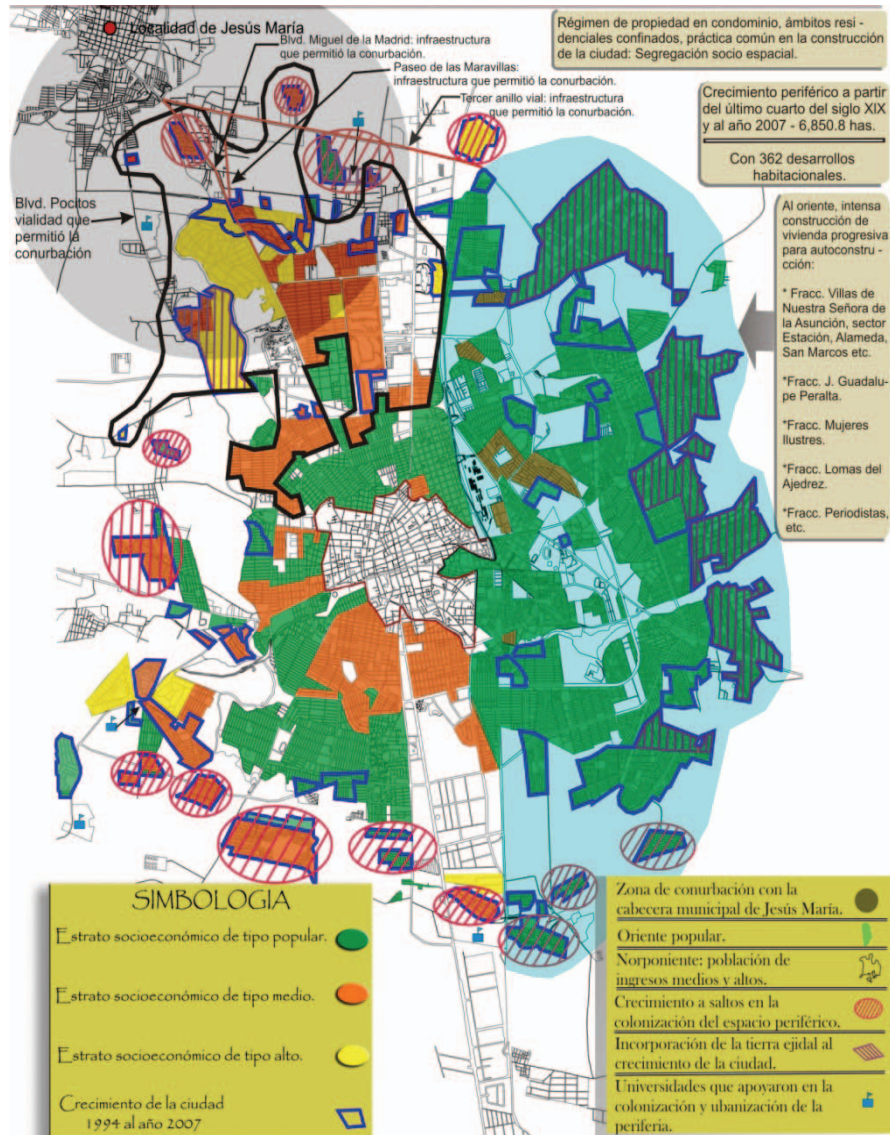 Localidad de Jesús María
Blvd. Miguel de la Madrid: infraestructura
que permitió la conurbación.
Paseo de las Maravillas:
infraestructura que permitió la conurbación.
Tercer anillo vial: infraestructura
que permitió la conurbación.
Blvd. Pocitos
vialidad que
permitió la
conurbación
Régimen de propiedad en condominio, ámbitos resi -
denciales confinados, práctica común en la construcción
de la ciudad: Segregación socio espacial.
Crecimiento periférico a partir
del último cuarto del siglo XIX
y al año 2007 - 6,850.8 has.
Con 362 desarrollos
habitacionales.
Al oriente, intensa
construcción de
vivienda progresiva
para autoconstru -
cción:
* Fracc. Villas de
Nuestra Señora de
la Asunción, sector
Estación, Alameda,
San Marcos etc.
*Fracc. J. Guadalu-
pe Peralta.
*Fracc. Mujeres
Ilustres.
*Fracc. Lomas del
Ajedrez.
*Fracc. Periodistas,
etc.
SIMBOLOGIA
Estrato socioeconómico de tipo popular.
Estrato socioeconómico de tipo medio.
Estrato socioeconómico de tipo alto.
Crecimiento de la ciudad
1994 al año 2007
Zona de conurbación con la
cabecera municipal de Jesús María.
Oriente popular.
Norponiente: población de
ingresos medios y altos.
Crecimiento a saltos en la
colonización del espacio periférico.
Incorporación de la tierra ejidal al
crecimiento de la ciudad.
Universidades que apoyaron en la
colonización y ubanización de la
periferia.